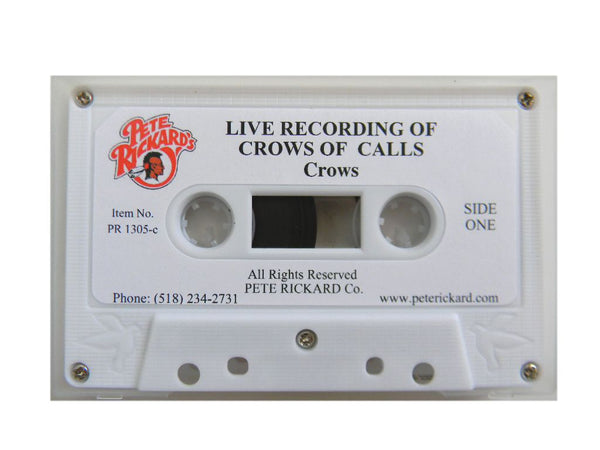 PETE
RICKARD'S
LIVE RECORDING OF
CROWS OF CALLS
Crows
Item No.
PR 1305-c
SIDE
ONE
All Rights Reserved
PETE RICKARD Co.
Phone: (518) 234-2731
www.peterickard.com